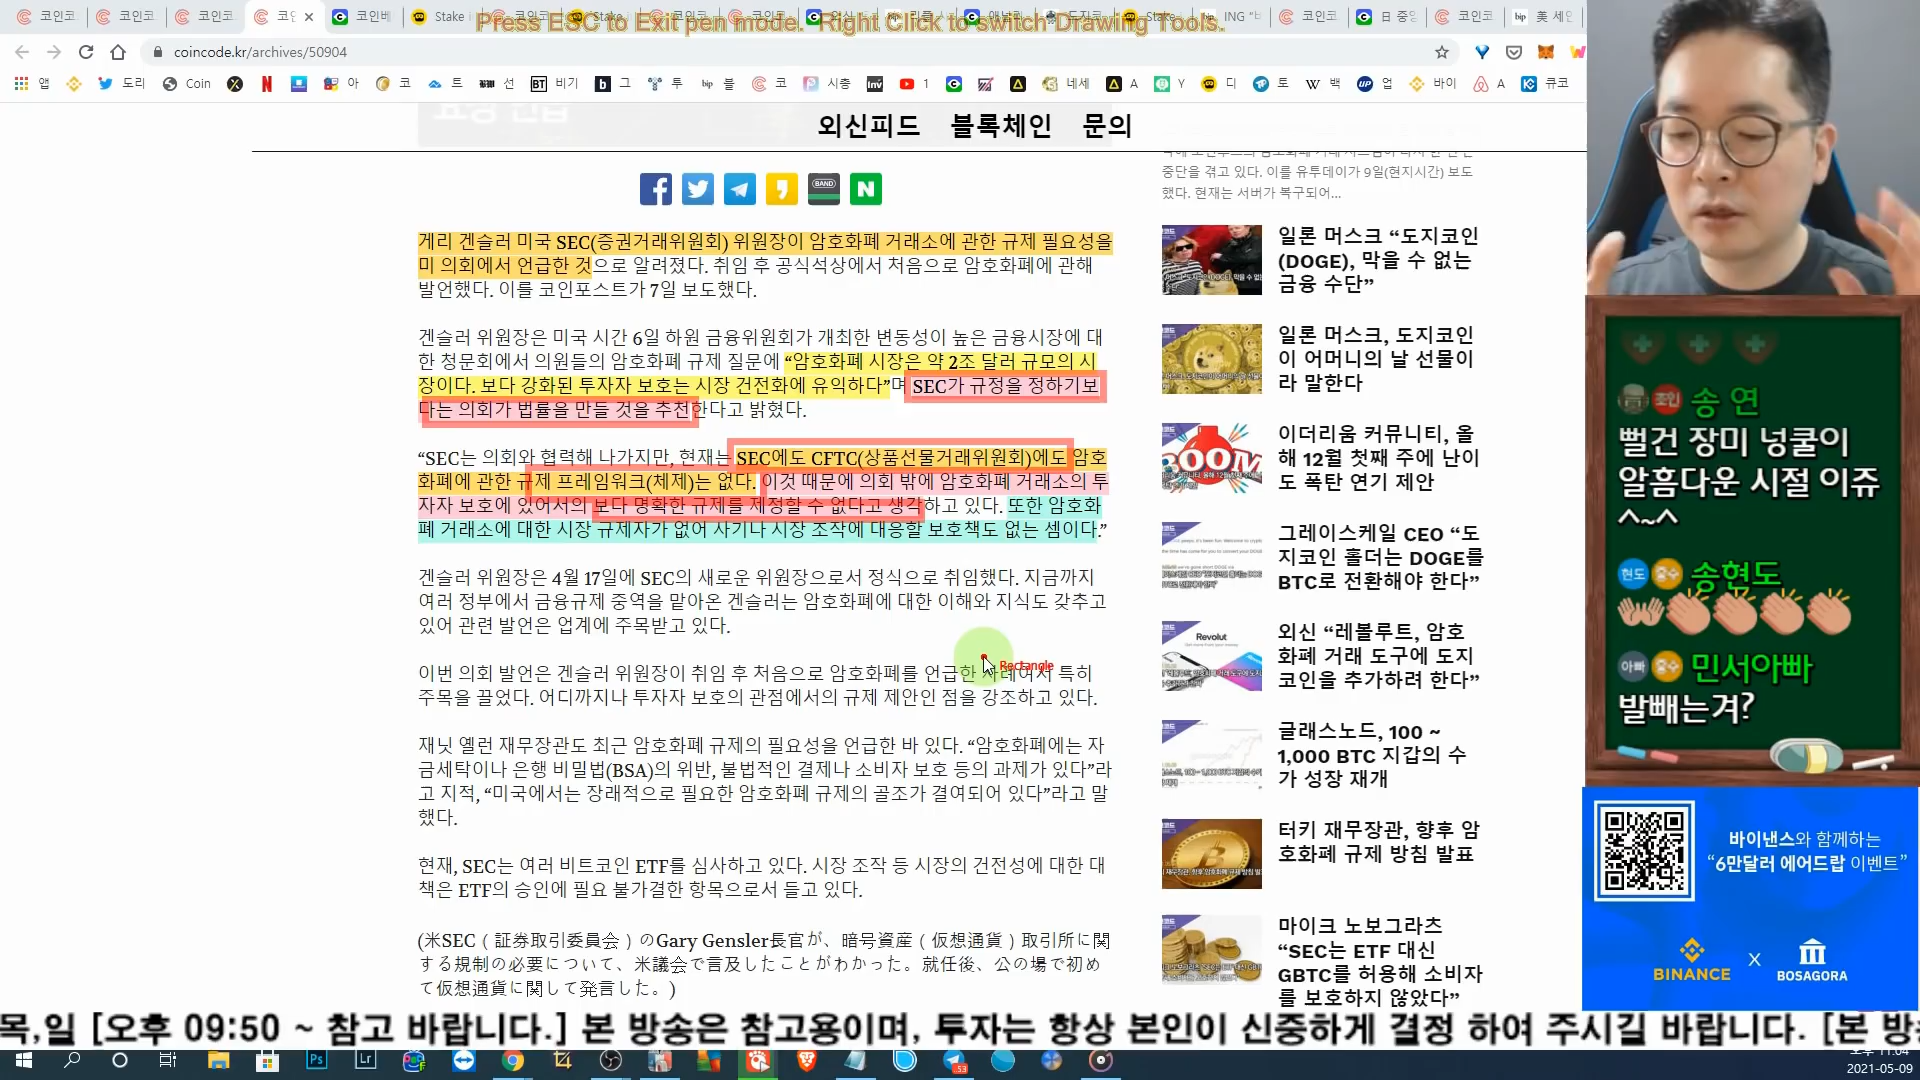 Press ESC to Exit pen mode. Right Click to switch Drawing Tools.
coincode.kr/archives/50904
외신피드 블록체인 문의
게리 겐슬러 미국 SEC(증권거래위원회) 위원장이 암호화폐 거래소에 관한 규제 필요성을
미 의회에서 언급한 것으로 알려졌다. 취임 후 공식석상에서 처음으로 암호화폐에 관해
발언했다. 이를 코인포스트가 7일 보도했다.
겐슬러 위원장은 미국 시간 6일 하원 금융위원회가 개최한 변동성이 높은 금융시장에 대
한 청문회에서 의원들의 암호화폐 규제 질문에 “암호화폐 시장은 약 2조 달러 규모의 시
장이다. 보다 강화된 투자자 보호는 시장 건전화에 유익하다”며 SEC가 규정을 정하기보
다는 의회가 법률을 만들 것을 추천한다고 밝혔다.
“SEC는 의회와 협력해 나가지만, 현재는 SEC에도 CFTC(상품선물거래위원회)에도 암호
화폐에 관한 규제 프레임워크(체제)는 없다. 이것 때문에 의회 밖에 암호화폐 거래소의 투
자자 보호에 있어서의 보다 명확한 규제를 제정할 수 없다고 생각하고 있다. 또한 암호화
폐 거래소에 대한 시장 규제자가 없어 사기나 시장 조작에 대응할 보호책도 없는 셈이다.”
겐슬러 위원장은 4월 17일에 SEC의 새로운 위원장으로서 정식으로 취임했다. 지금까지
여러 정부에서 금융규제 중역을 맡아온 겐슬러는 암호화폐에 대한 이해와 지식도 갖추고
있어 관련 발언은 업계에 주목받고 있다.
Rectangle
이번 의회 발언은 겐슬러 위원장이 취임 후 처음으로 암호화폐를 언급한 사례여서 특히
주목을 끌었다. 어디까지나 투자자 보호의 관점에서의 규제 제안인 점을 강조하고 있다.
재닛 옐런 재무장관도 최근 암호화폐 규제의 필요성을 언급한 바 있다. “암호화폐에는 자
금세탁이나 은행 비밀법(BSA)의 위반, 불법적인 결제나 소비자 보호 등의 과제가 있다”라
고 지적, “미국에서는 장래적으로 필요한 암호화폐 규제의 골조가 결여되어 있다”라고 말
했다.
현재, SEC는 여러 비트코인 ETF를 심사하고 있다. 시장 조작 등 시장의 건전성에 대한 대
책은 ETF의 승인에 필요 불가결한 항목으로서 들고 있다.
(米SEC（証券取引委員会）のGary Gensler長官が、暗号資産（仮想通貨）取引所に関
する規制の必要について、米議会で言及したことがわかった。就任後、公の場で初め
て仮想通貨に関して発言した。)
중단을 겪고 있다. 이를 유투데이가 9일(현지시간) 보도
했다. 현재는 서버가 복구되어...
일론 머스크 “도지코인
(DOGE), 막을 수 없는
금융 수단”
일론 머스크, 도지코인
이 어머니의 날 선물이
라 말한다
이더리움 커뮤니티, 올
해 12월 첫째 주에 난이
도 폭탄 연기 제안
그레이스케일 CEO “도
지코인 홀더는 DOGE를
BTC로 전환해야 한다”
외신 “레볼루트, 암호
화폐 거래 도구에 도지
코인을 추가하려 한다”
글래스노드, 100 ~
1,000 BTC 지갑의 수
가 성장 재개
터키 재무장관, 향후 암
호화폐 규제 방침 발표
마이크 노보그라츠
“SEC는 ETF 대신
GBTC를 허용해 소비자
를 보호하지 않았다”
송 연
뻘건 장미 넝쿨이
알흠다운 시절 이쥬
^~^
송현도
민서아빠
발빼는겨?
바이낸스와 함께하는
“6만달러 에어드랍 이벤트”
BINANCE X BOSAGORA
목,일 [오후 09:50 ~ 참고 바랍니다.] 본 방송은 참고용이며, 투자는 항상 본인이 신중하게 결정 하여 주시길 바랍니다. [본 방송
2021-05-09